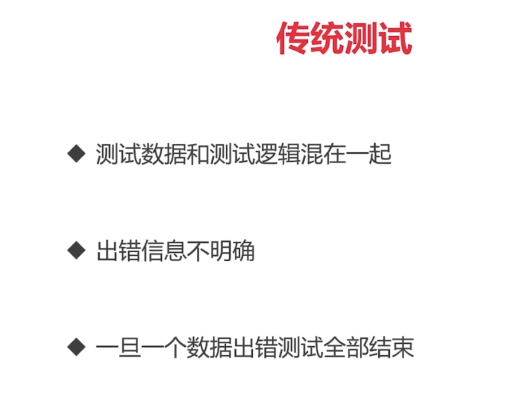 传统测试
◆ 测试数据和测试逻辑混在一起
◆ 出错信息不明确
◆ 一旦一个数据出错测试全部结束